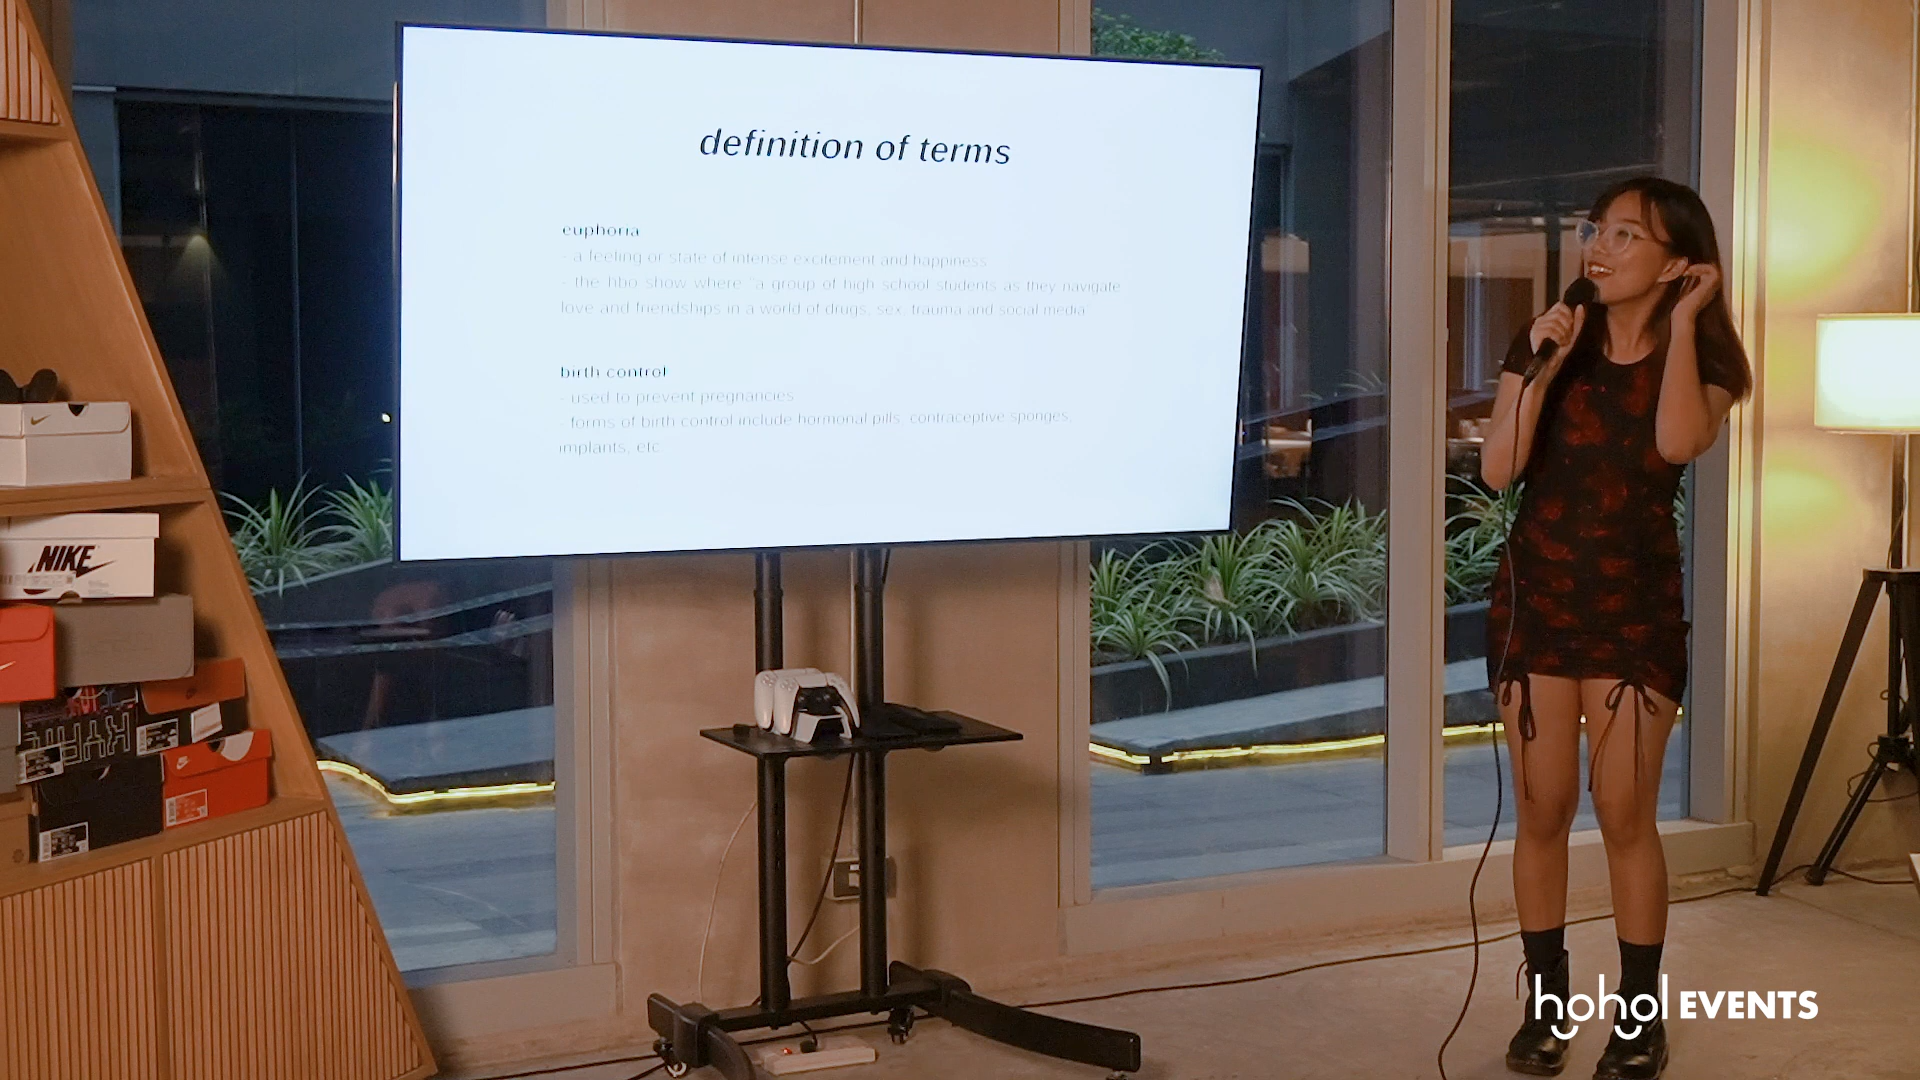 definition of terms
euphoria
- a feeling or state of intense excitement and happiness
- the hbo show where "a group of high school students as they navigate
love and friendships in a world of drugs, sex, trauma and social media"
birth control
- used to prevent pregnancies
- forms of birth control include hormonal pills, contraceptive sponges,
implants, etc.
NIKE
hohol EVENTS